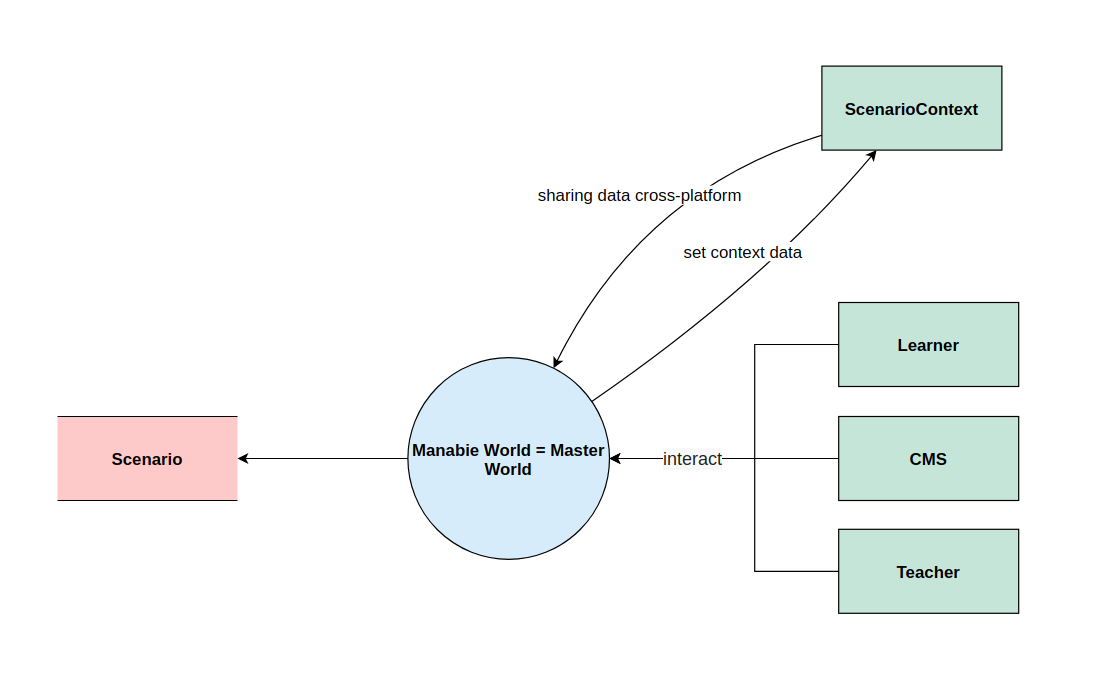 ScenarioContext
sharing data cross-platform
set context data
Learner
Manabie World = Master
World
Scenario
interact
CMS
Teacher